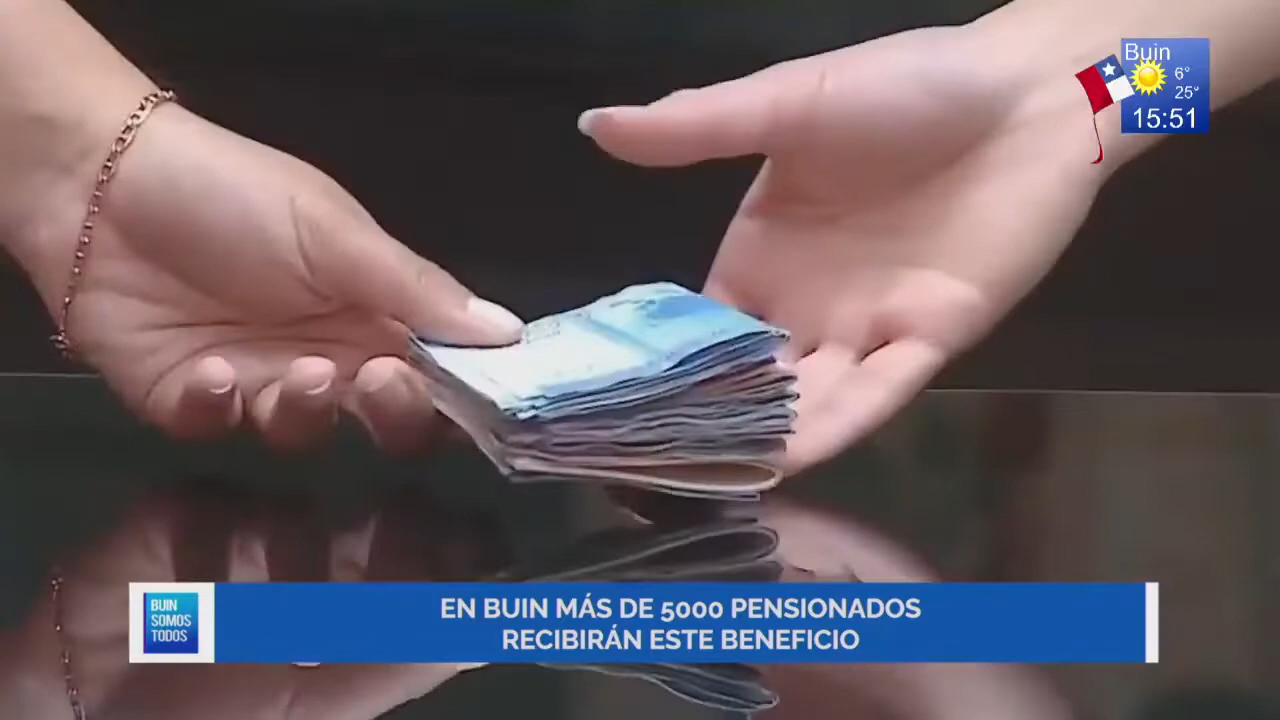 Buin
6°
25°
15:51
BUIN
SOMOS
TODOS
EN BUIN MÁS DE 5000 PENSIONADOS
RECIBIRÁN ESTE BENEFICIO